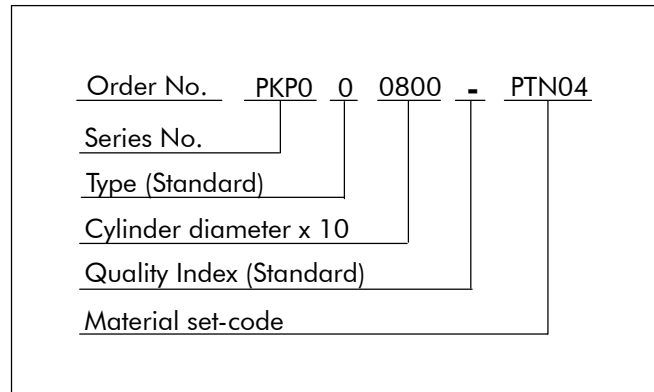 Order No. PKP0 0 0800 - PTN04
Series No.
Type (Standard)
Cylinder diameter x 10
Quality Index (Standard)
Material set-code